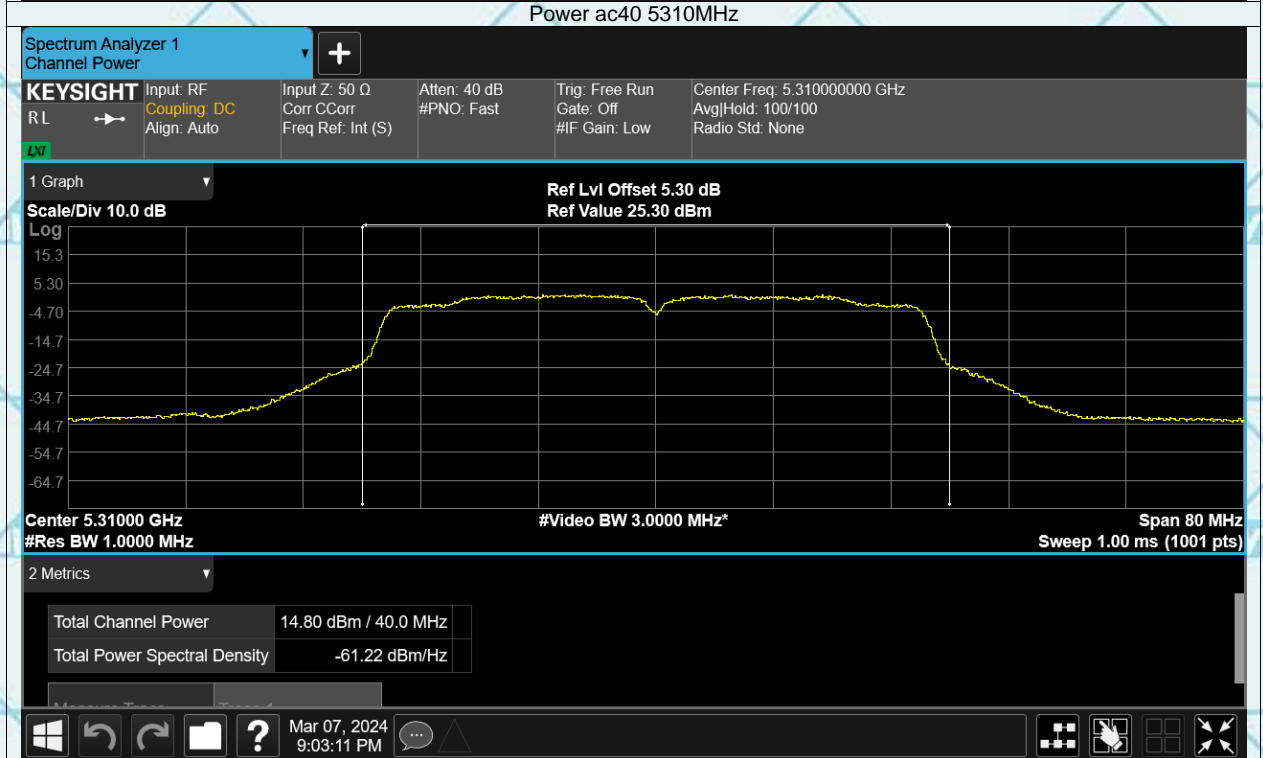 Power ac40 5310MHz
Spectrum Analyzer 1
Channel Power
KEYSIGHT
R L
LXI
Input: RF
Coupling: DC
Align: Auto
Input Z: 50 Ω
Corr CCorr
Freq Ref: Int (S)
Atten: 40 dB
#PNO: Fast
Trig: Free Run
Gate: Off
#IF Gain: Low
Center Freq: 5.310000000 GHz
Avg|Hold: 100/100
Radio Std: None
1 Graph
Scale/Div 10.0 dB
Ref Lvl Offset 5.30 dB
Ref Value 25.30 dBm
Log
15.3
5.30
-4.70
-14.7
-24.7
-34.7
-44.7
-54.7
-64.7
Center 5.31000 GHz
#Res BW 1.0000 MHz
#Video BW 3.0000 MHz*
Span 80 MHz
Sweep 1.00 ms (1001 pts)
2 Metrics
Total Channel Power 14.80 dBm / 40.0 MHz
Total Power Spectral Density -61.22 dBm/Hz
Mar 07, 2024
9:03:11 PM